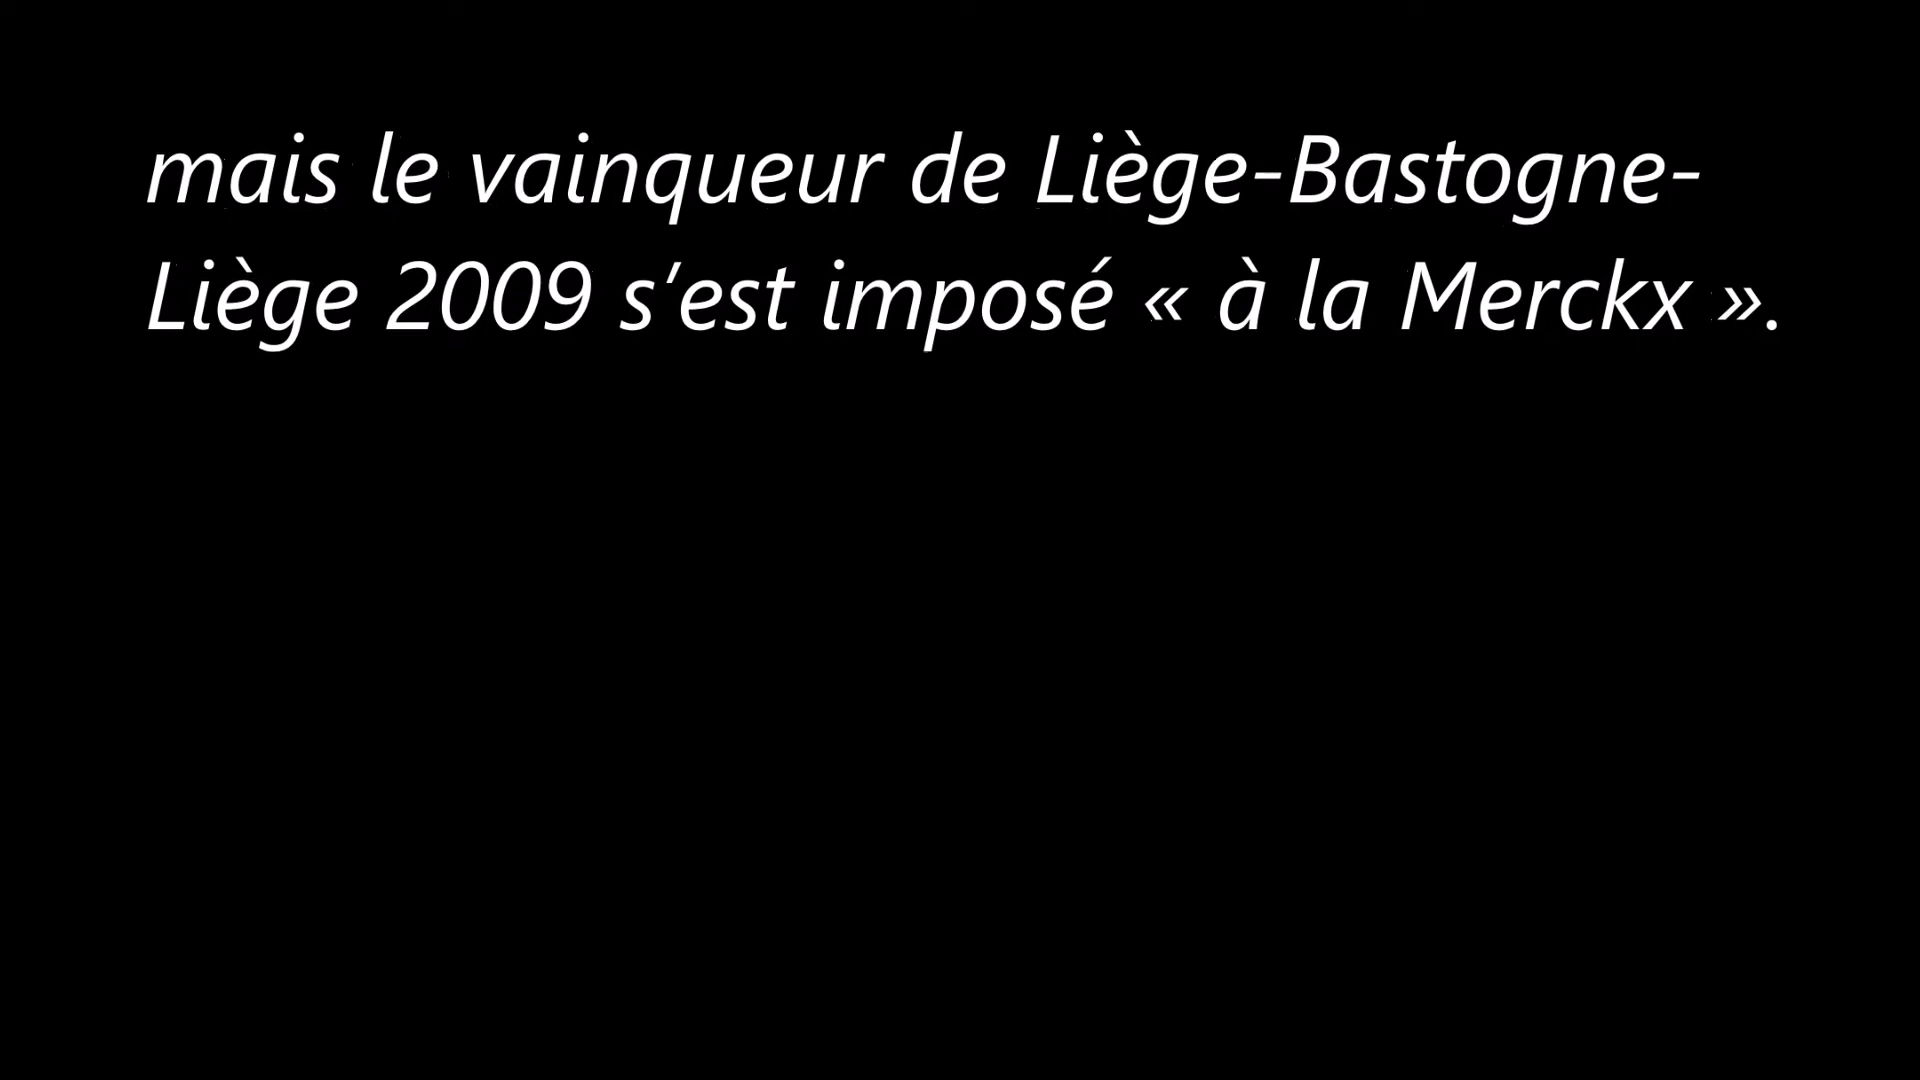 mais le vainqueur de Liège-Bastogne-
Liège 2009 s’est imposé « à la Merckx ».